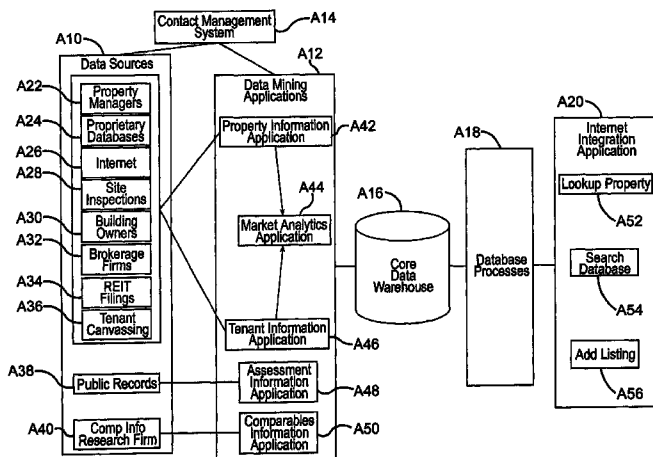 Contact Management
System
A14
A10
Data Sources
A22
Property
Managers
A24
Proprietary
Databases
A26
Internet
A28
Site
Inspections
A30
Building
Owners
A32
Brokerage
Firms
A34
REIT
Filings
A36
Tenant
Canvassing
A38
Public Records
A40
Comp Info
Research Firm
A12
Data Mining
Applications
Property Information
Application
A42
A44
Market Analytics
Application
Tenant Information
Application
A46
Assessment
Information
Application
A48
Comparables
Information
Application
A50
A16
Core
Data
Warehouse
A18
Database
Processes
A20
Internet
Integration
Application
Lookup Property
A52
Search
Database
A54
Add Listing
A56